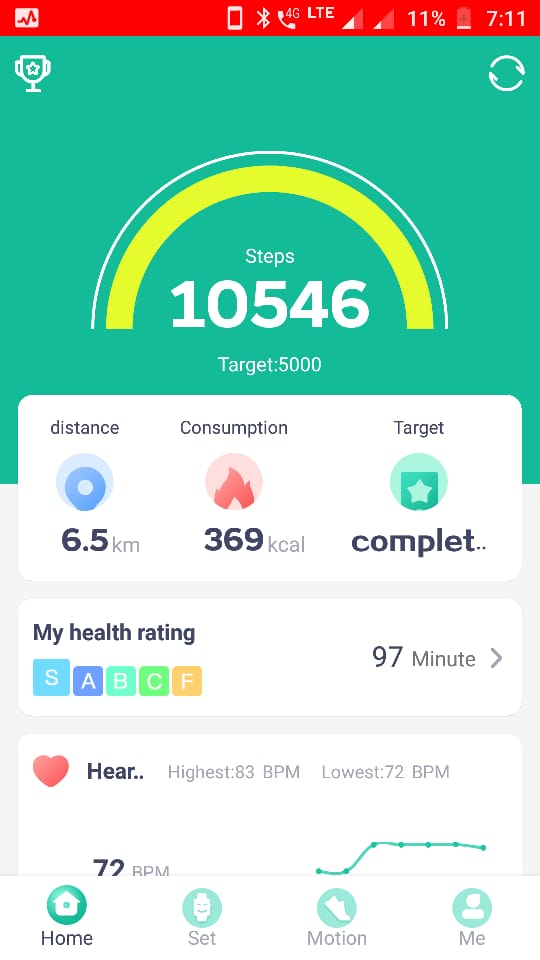 4G LTE 11% 7:11
Steps
10546
Target:5000
distance Consumption Target
6.5 km 369 kcal complet..
My health rating
S A B C F
97 Minute
Hear.. Highest:83 BPM Lowest:72 BPM
72 BPM
Home Set Motion Me